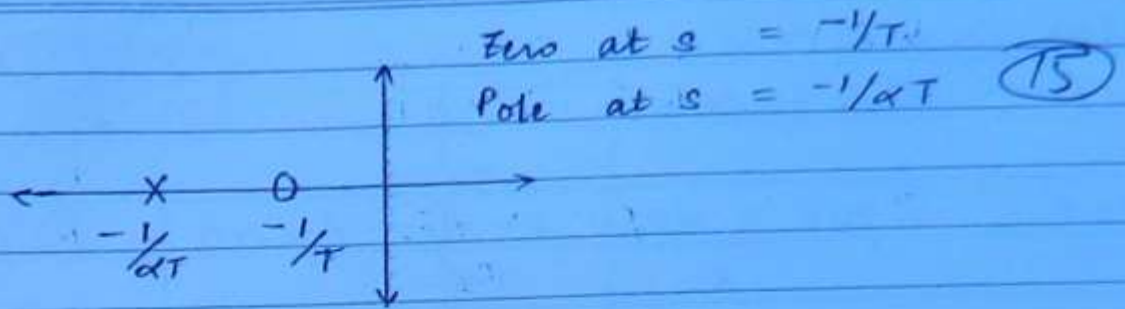 Zero at s = -1/T.
Pole at s = -1/αT
15
X O
-1/αT -1/T